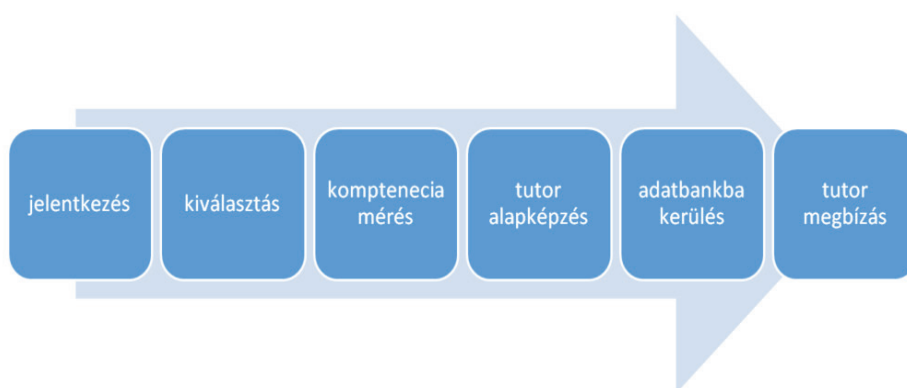 jelentkezés
kiválasztás
komptenecia
mérés
tutor
alapképzés
adatbankba
kerülés
tutor
megbízás